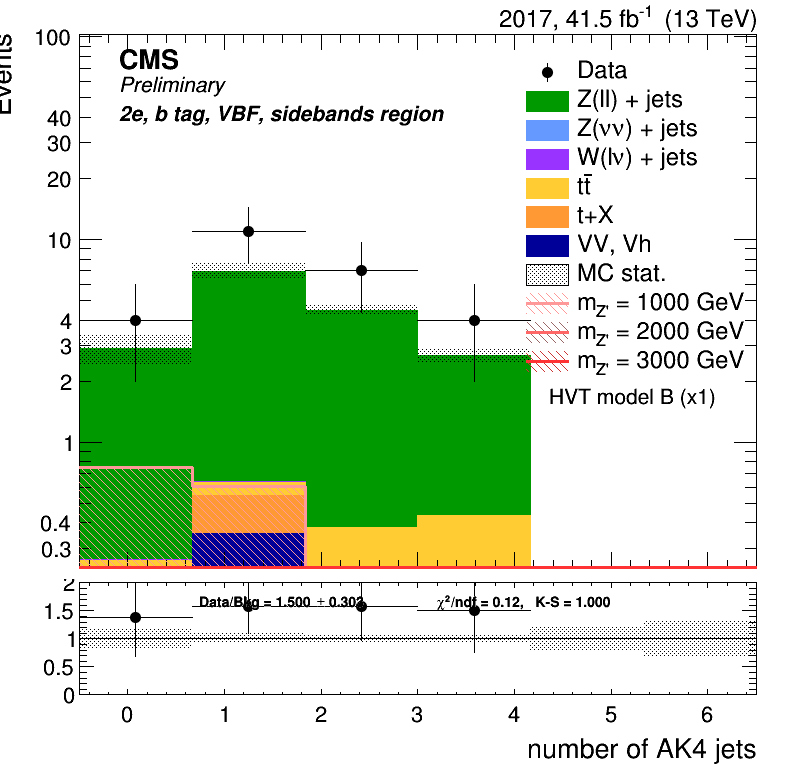 2017, 41.5 fb⁻¹ (13 TeV)
Events
CMS
Preliminary
2e, b tag, VBF, sidebands region
Data
Z(ll) + jets
Z(νν) + jets
W(lν) + jets
tt̄
t+X
VV, Vh
MC stat.
m_Z' = 1000 GeV
m_Z' = 2000 GeV
m_Z' = 3000 GeV
HVT model B (x1)
100
40
30
20
10
4
3
2
1
0.4
0.3
Data/Bkg = 1.500 ± 0.302
χ²/ndf = 0.12, K-S = 1.000
2
1.5
1
0.5
0
0 1 2 3 4 5 6
number of AK4 jets